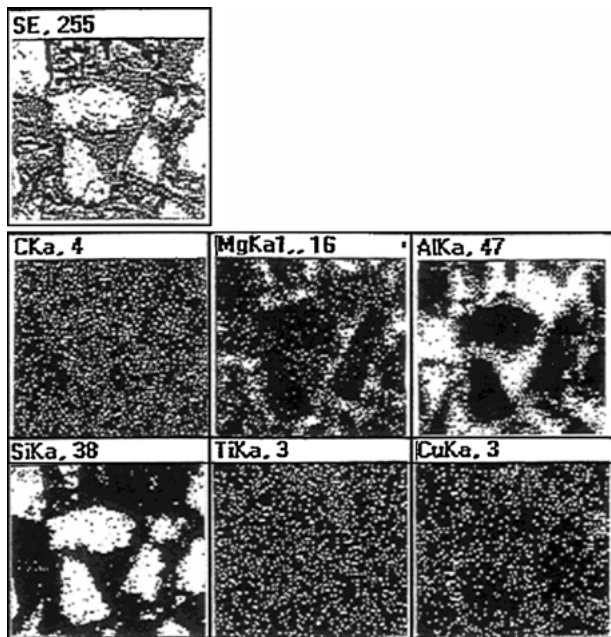 SE, 255
CKa, 4
MgKa1,, 16
AlKa, 47
SiKa, 38
TiKa, 3
CuKa, 3